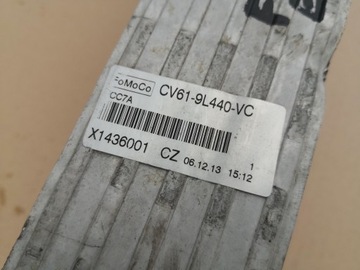 FoMoCo CV61-9L440-VC
CC7A
X1436001 CZ 06.12.13 15:12
1